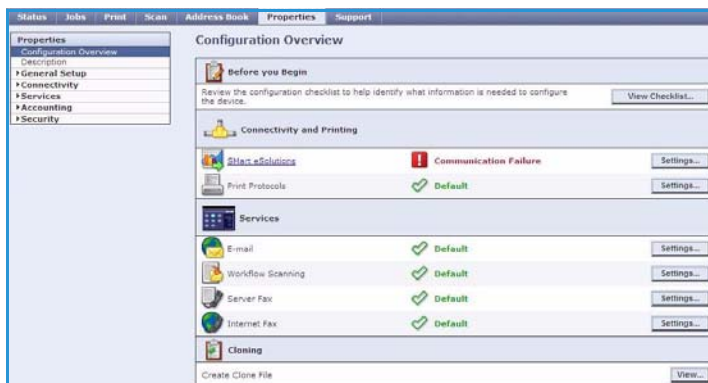 Status Jobs Print Scan Address Book Properties Support
Properties
Configuration Overview
Description
General Setup
Connectivity
Services
Accounting
Security
Configuration Overview
Before you Begin
Review the configuration checklist to help identify what information is needed to configure
the device.
View Checklist...
Connectivity and Printing
SMart eSolutions Communication Failure Settings...
Print Protocols Default Settings...
Services
E-mail Default Settings...
Workflow Scanning Default Settings...
Server Fax Default Settings...
Internet Fax Default Settings...
Cloning
Create Clone File View...